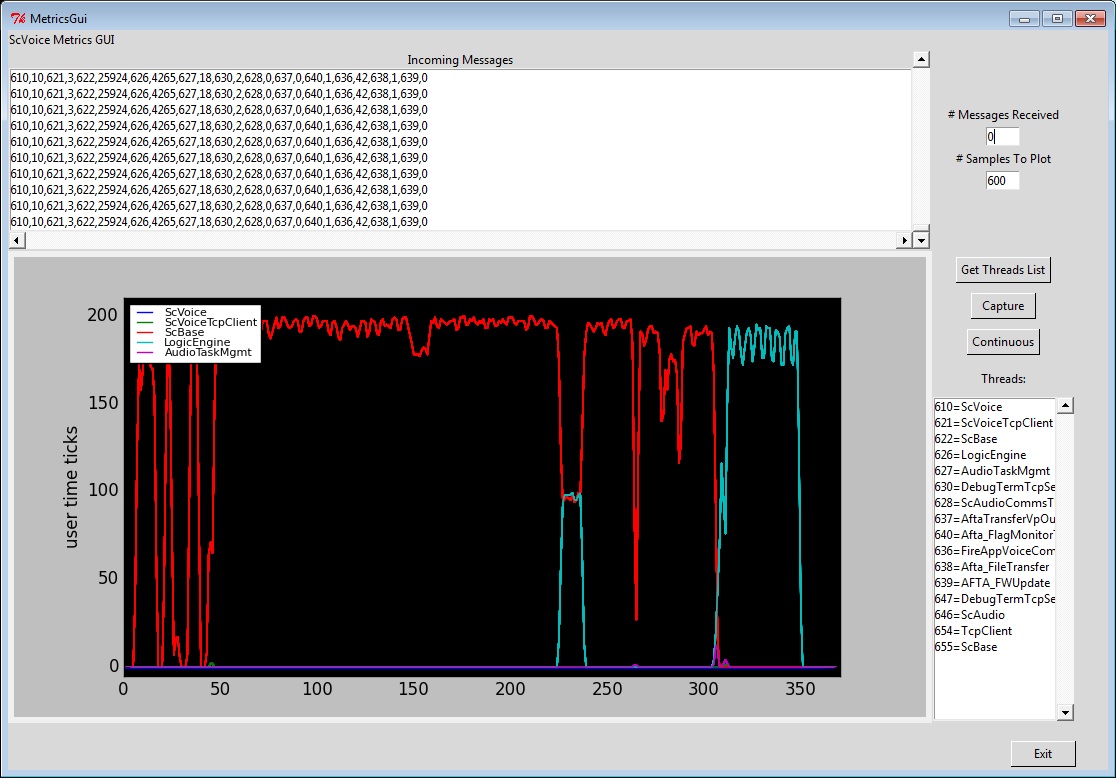 MetricsGui
ScVoice Metrics GUI
Incoming Messages
610,10,621,3,622,25924,626,4265,627,18,630,2,628,0,637,0,640,1,636,42,638,1,639,0
610,10,621,3,622,25924,626,4265,627,18,630,2,628,0,637,0,640,1,636,42,638,1,639,0
610,10,621,3,622,25924,626,4265,627,18,630,2,628,0,637,0,640,1,636,42,638,1,639,0
610,10,621,3,622,25924,626,4265,627,18,630,2,628,0,637,0,640,1,636,42,638,1,639,0
610,10,621,3,622,25924,626,4265,627,18,630,2,628,0,637,0,640,1,636,42,638,1,639,0
610,10,621,3,622,25924,626,4265,627,18,630,2,628,0,637,0,640,1,636,42,638,1,639,0
610,10,621,3,622,25924,626,4265,627,18,630,2,628,0,637,0,640,1,636,42,638,1,639,0
610,10,621,3,622,25924,626,4265,627,18,630,2,628,0,637,0,640,1,636,42,638,1,639,0
610,10,621,3,622,25924,626,4265,627,18,630,2,628,0,637,0,640,1,636,42,638,1,639,0
610,10,621,3,622,25924,626,4265,627,18,630,2,628,0,637,0,640,1,636,42,638,1,639,0
# Messages Received
0
# Samples To Plot
600
Get Threads List
Capture
Continuous
Threads:
610=ScVoice
621=ScVoiceTcpClient
622=ScBase
626=LogicEngine
627=AudioTaskMgmt
630=DebugTermTcpSe
628=ScAudioCommsT
637=AftaTransferVpOu
640=Afta_FlagMonitorT
636=FireAppVoiceCom
638=Afta_FileTransfer
639=AFTA_FWUpdate
647=DebugTermTcpSe
646=ScAudio
654=TcpClient
655=ScBase
ScVoice
ScVoiceTcpClient
ScBase
LogicEngine
AudioTaskMgmt
user time ticks
200
150
100
50
0
0 50 100 150 200 250 300 350
Exit